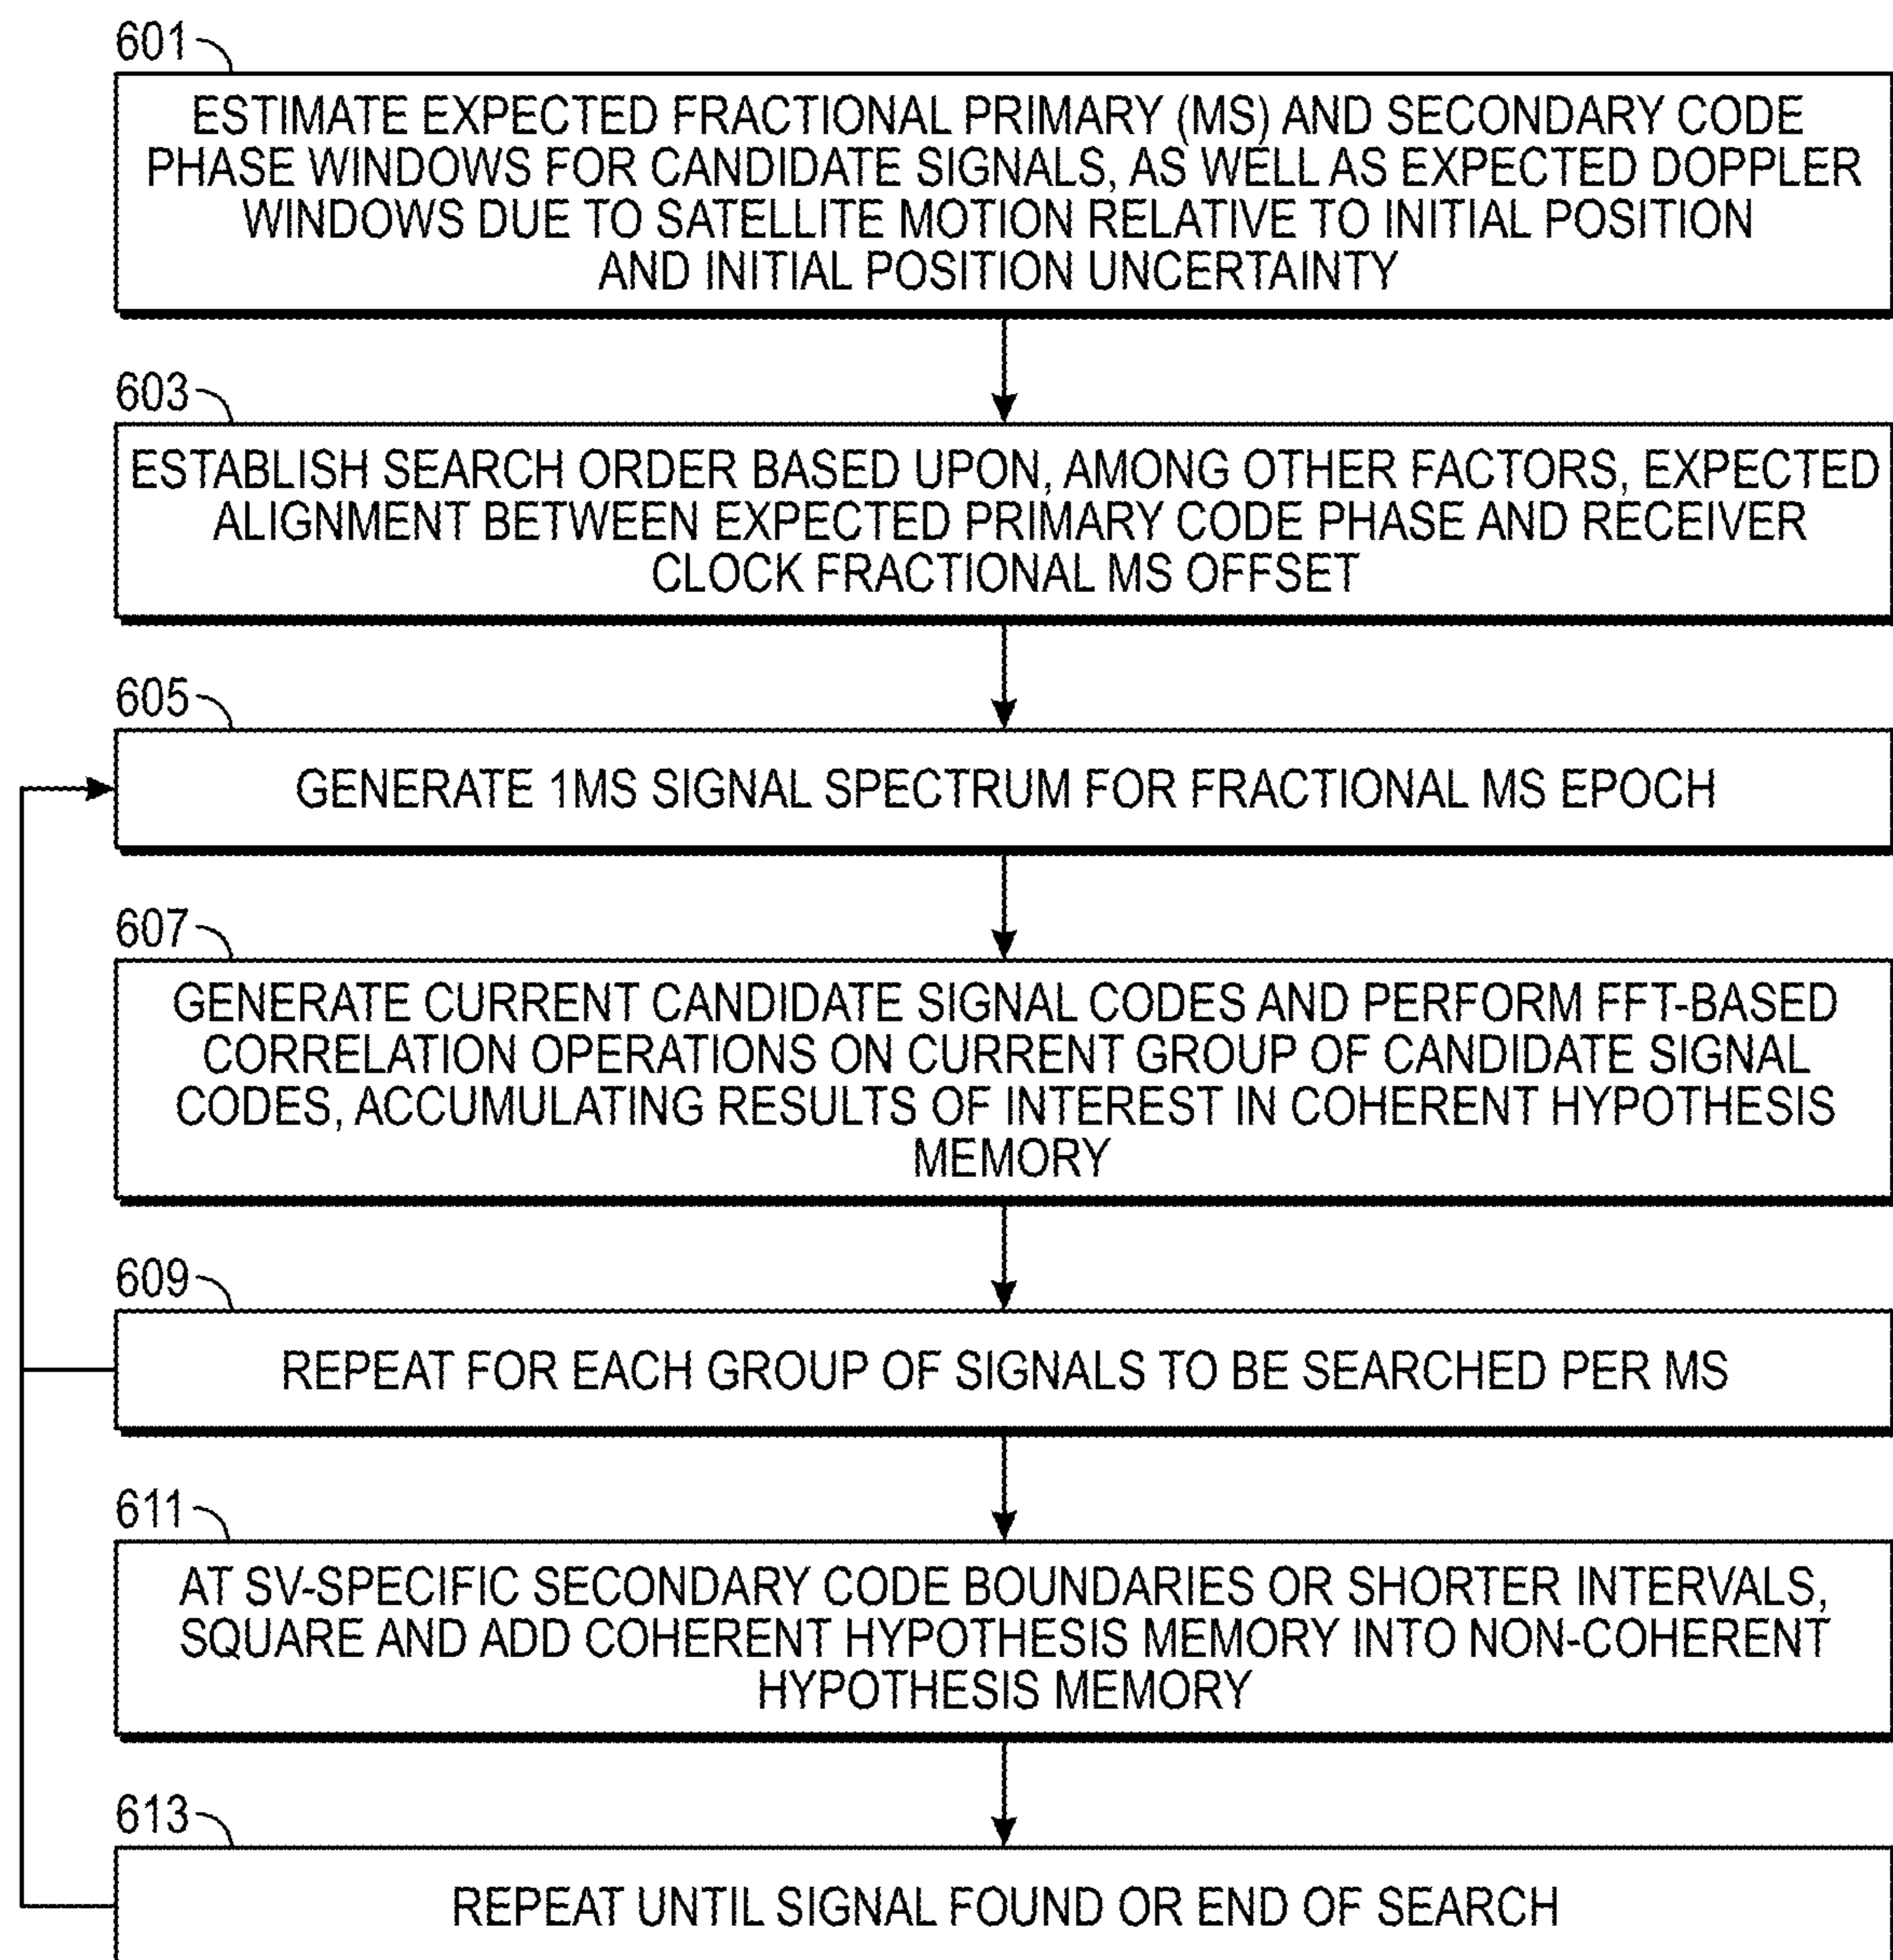 601
ESTIMATE EXPECTED FRACTIONAL PRIMARY (MS) AND SECONDARY CODE
PHASE WINDOWS FOR CANDIDATE SIGNALS, AS WELL AS EXPECTED DOPPLER
WINDOWS DUE TO SATELLITE MOTION RELATIVE TO INITIAL POSITION
AND INITIAL POSITION UNCERTAINTY
603
ESTABLISH SEARCH ORDER BASED UPON, AMONG OTHER FACTORS, EXPECTED
ALIGNMENT BETWEEN EXPECTED PRIMARY CODE PHASE AND RECEIVER
CLOCK FRACTIONAL MS OFFSET
605
GENERATE 1MS SIGNAL SPECTRUM FOR FRACTIONAL MS EPOCH
607
GENERATE CURRENT CANDIDATE SIGNAL CODES AND PERFORM FFT-BASED
CORRELATION OPERATIONS ON CURRENT GROUP OF CANDIDATE SIGNAL
CODES, ACCUMULATING RESULTS OF INTEREST IN COHERENT HYPOTHESIS
MEMORY
609
REPEAT FOR EACH GROUP OF SIGNALS TO BE SEARCHED PER MS
611
AT SV-SPECIFIC SECONDARY CODE BOUNDARIES OR SHORTER INTERVALS,
SQUARE AND ADD COHERENT HYPOTHESIS MEMORY INTO NON-COHERENT
HYPOTHESIS MEMORY
613
REPEAT UNTIL SIGNAL FOUND OR END OF SEARCH